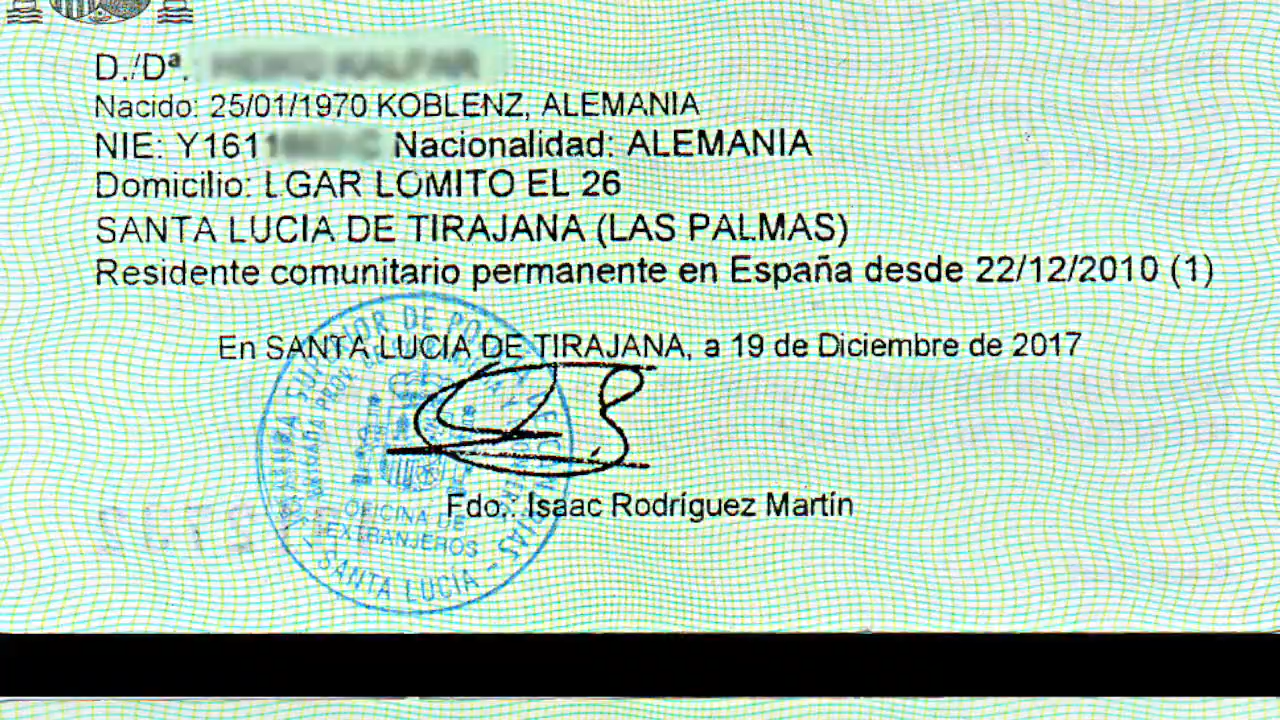 D./Dª.
Nacido: 25/01/1970 KOBLENZ, ALEMANIA
NIE: Y1611 Nacionalidad: ALEMANIA
Domicilio: LGAR LOMITO EL 26
SANTA LUCIA DE TIRAJANA (LAS PALMAS)
Residente comunitario permanente en España desde 22/12/2010 (1)
En SANTA LUCIA DE TIRAJANA, a 19 de Diciembre de 2017
Fdo.: Isaac Rodríguez Martín
OFICINA DE
EXTRANJEROS
- SANTA LUCÍA -